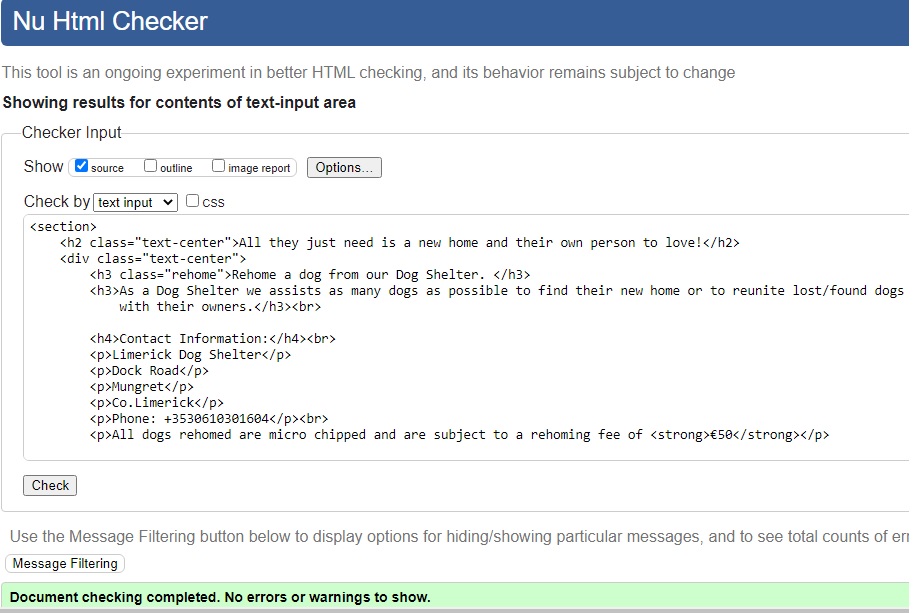 Nu Html Checker
This tool is an ongoing experiment in better HTML checking, and its behavior remains subject to change
Showing results for contents of text-input area
Checker Input
Show source outline image report Options...
Check by text input css
<section>
<h2 class="text-center">All they just need is a new home and their own person to love!</h2>
<div class="text-center">
<h3 class="rehome">Rehome a dog from our Dog Shelter. </h3>
<h3>As a Dog Shelter we assists as many dogs as possible to find their new home or to reunite lost/found dogs
with their owners.</h3><br>
<h4>Contact Information:</h4><br>
<p>Limerick Dog Shelter</p>
<p>Dock Road</p>
<p>Mungret</p>
<p>Co.Limerick</p>
<p>Phone: +3530610301604</p><br>
<p>All dogs rehomed are micro chipped and are subject to a rehoming fee of <strong>€50</strong></p>
Check
Use the Message Filtering button below to display options for hiding/showing particular messages, and to see total counts of
Message Filtering
Document checking completed. No errors or warnings to show.